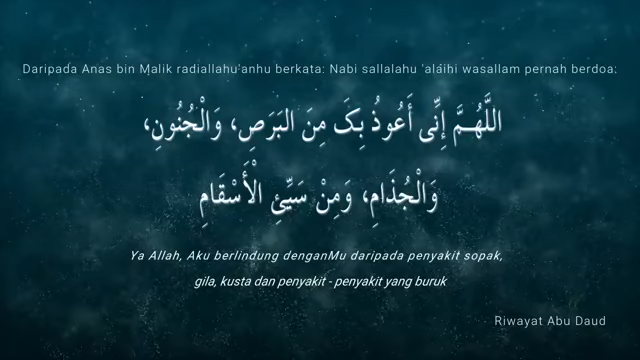 Daripada Anas bin Malik radiallahu'anhu berkata: Nabi sallalahu 'alaihi wasallam pernah berdoa:
اللَّهُمَّ إِنِّى أَعُوذُ بِكَ مِنَ البَرَصِ، وَالْجُنُونِ،
وَالْجُذَامِ، وَمِنْ سَيِّئِ الْأَسْقَامِ
Ya Allah, Aku berlindung denganMu daripada penyakit sopak,
gila, kusta dan penyakit - penyakit yang buruk
Riwayat Abu Daud